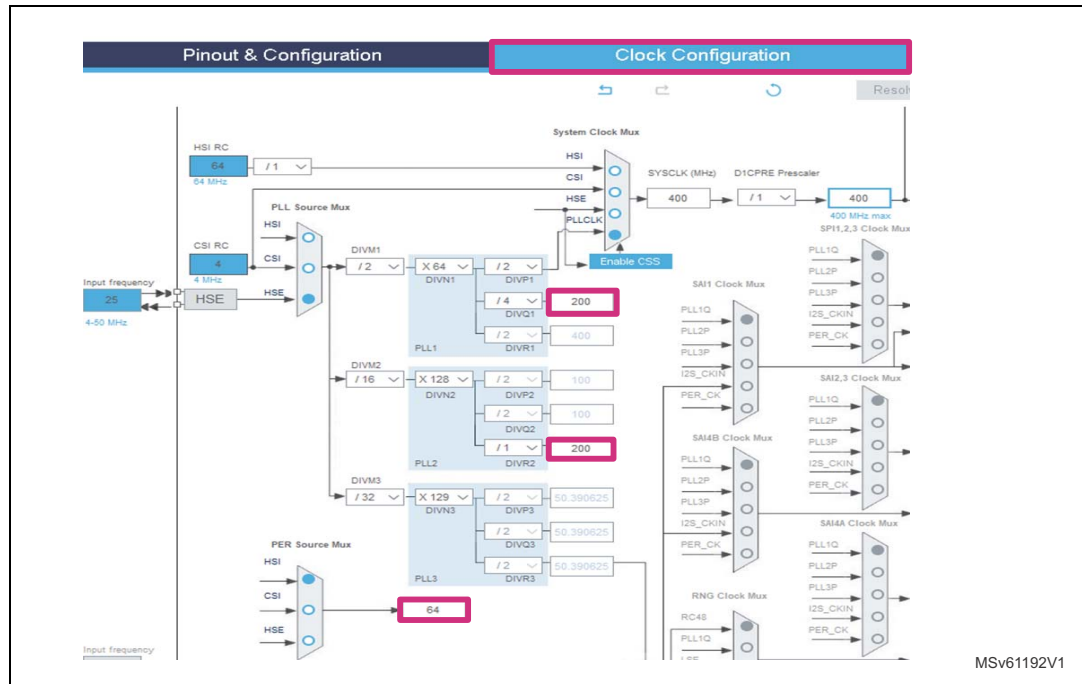 Pinout & Configuration
Clock Configuration
Resolv
System Clock Mux
HSI RC
64
/ 1
64 MHz
HSI
CSI
HSE
PLLCLK
SYSCLK (MHz)
400
D1CPRE Prescaler
/ 1
400
400 MHz max
Enable CSS
PLL Source Mux
HSI
CSI
HSE
CSI RC
4
4 MHz
Input frequency
25
4-50 MHz
HSE
DIVM1
/ 2
X 64
DIVN1
/ 2
DIVP1
/ 4
200
DIVQ1
/ 2
400
DIVR1
PLL1
DIVM2
/ 16
X 128
DIVN2
/ 2
100
DIVP2
/ 2
100
DIVQ2
/ 1
200
DIVR2
PLL2
DIVM3
/ 32
X 129
DIVN3
/ 2
50.390625
DIVP3
/ 2
50.390625
DIVQ3
/ 2
50.390625
DIVR3
PLL3
PER Source Mux
HSI
CSI
HSE
64
Input frequency
SAI1 Clock Mux
PLL1Q
PLL2P
PLL3P
I2S_CKIN
PER_CK
SAI4B Clock Mux
PLL1Q
PLL2P
PLL3P
I2S_CKIN
PER_CK
RNG Clock Mux
RC48
PLL1Q
SPI1,2,3 Clock Mux
PLL1Q
PLL2P
PLL3P
I2S_CKIN
PER_CK
SAI2,3 Clock Mux
PLL1Q
PLL2P
PLL3P
I2S_CKIN
PER_CK
SAI4A Clock Mux
PLL1Q
PLL2P
PLL3P
I2S_CKIN
PER_CK
MSv61192V1